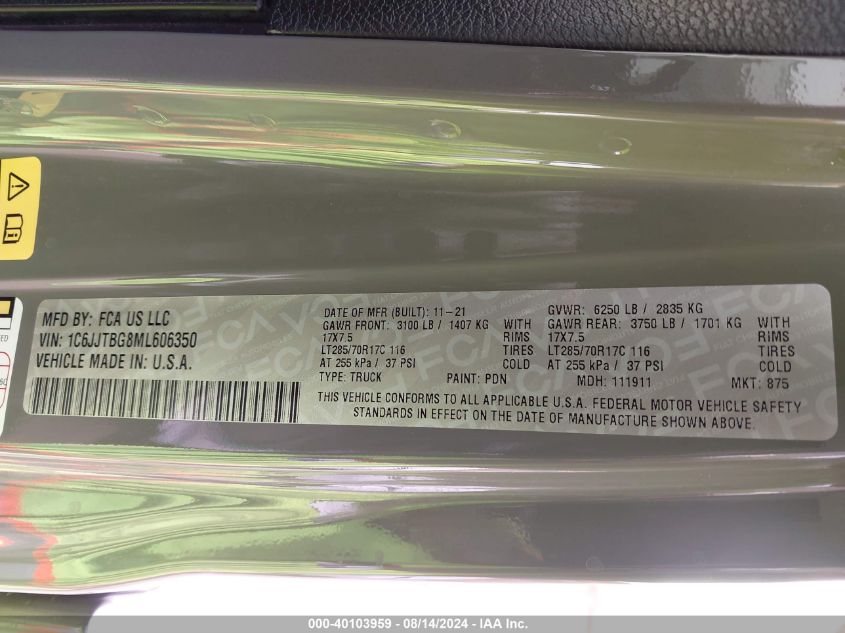 MFD BY: FCA US LLC
VIN: 1C6JJTBG8ML606350
VEHICLE MADE IN: U.S.A.
DATE OF MFR (BUILT): 11-21 GVWR: 6250 LB / 2835 KG
GAWR FRONT: 3100 LB / 1407 KG WITH GAWR REAR: 3750 LB / 1701 KG WITH
17X7.5 RIMS 17X7.5 RIMS
LT285/70R17C 116 TIRES LT285/70R17C 116 TIRES
AT 255 kPa / 37 PSI COLD AT 255 kPa / 37 PSI COLD
TYPE: TRUCK PAINT: PDN MDH: 111911 MKT: 875
THIS VEHICLE CONFORMS TO ALL APPLICABLE U.S.A. FEDERAL MOTOR VEHICLE SAFETY
STANDARDS IN EFFECT ON THE DATE OF MANUFACTURE SHOWN ABOVE.
000-40103959 - 08/14/2024 - IAA Inc.